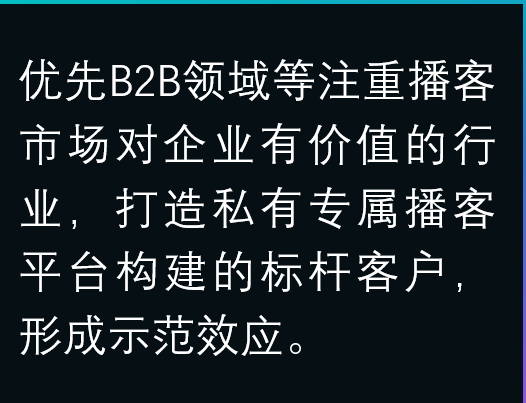 优先B2B领域等注重播客
市场对企业有价值的行
业，打造私有专属播客
平台构建的标杆客户，
形成示范效应。